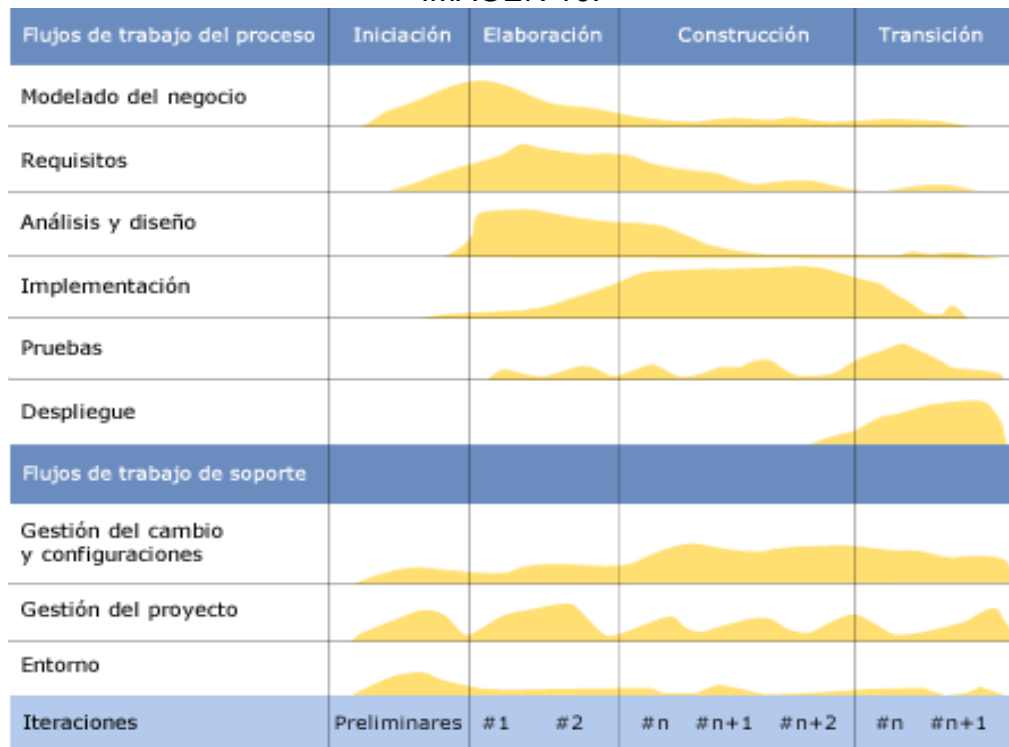 Flujos de trabajo del proceso Iniciación Elaboración Construcción Transición
Modelado del negocio
Requisitos
Análisis y diseño
Implementación
Pruebas
Despliegue
Flujos de trabajo de soporte
Gestión del cambio
y configuraciones
Gestión del proyecto
Entorno
Iteraciones Preliminares #1 #2 #n #n+1 #n+2 #n #n+1